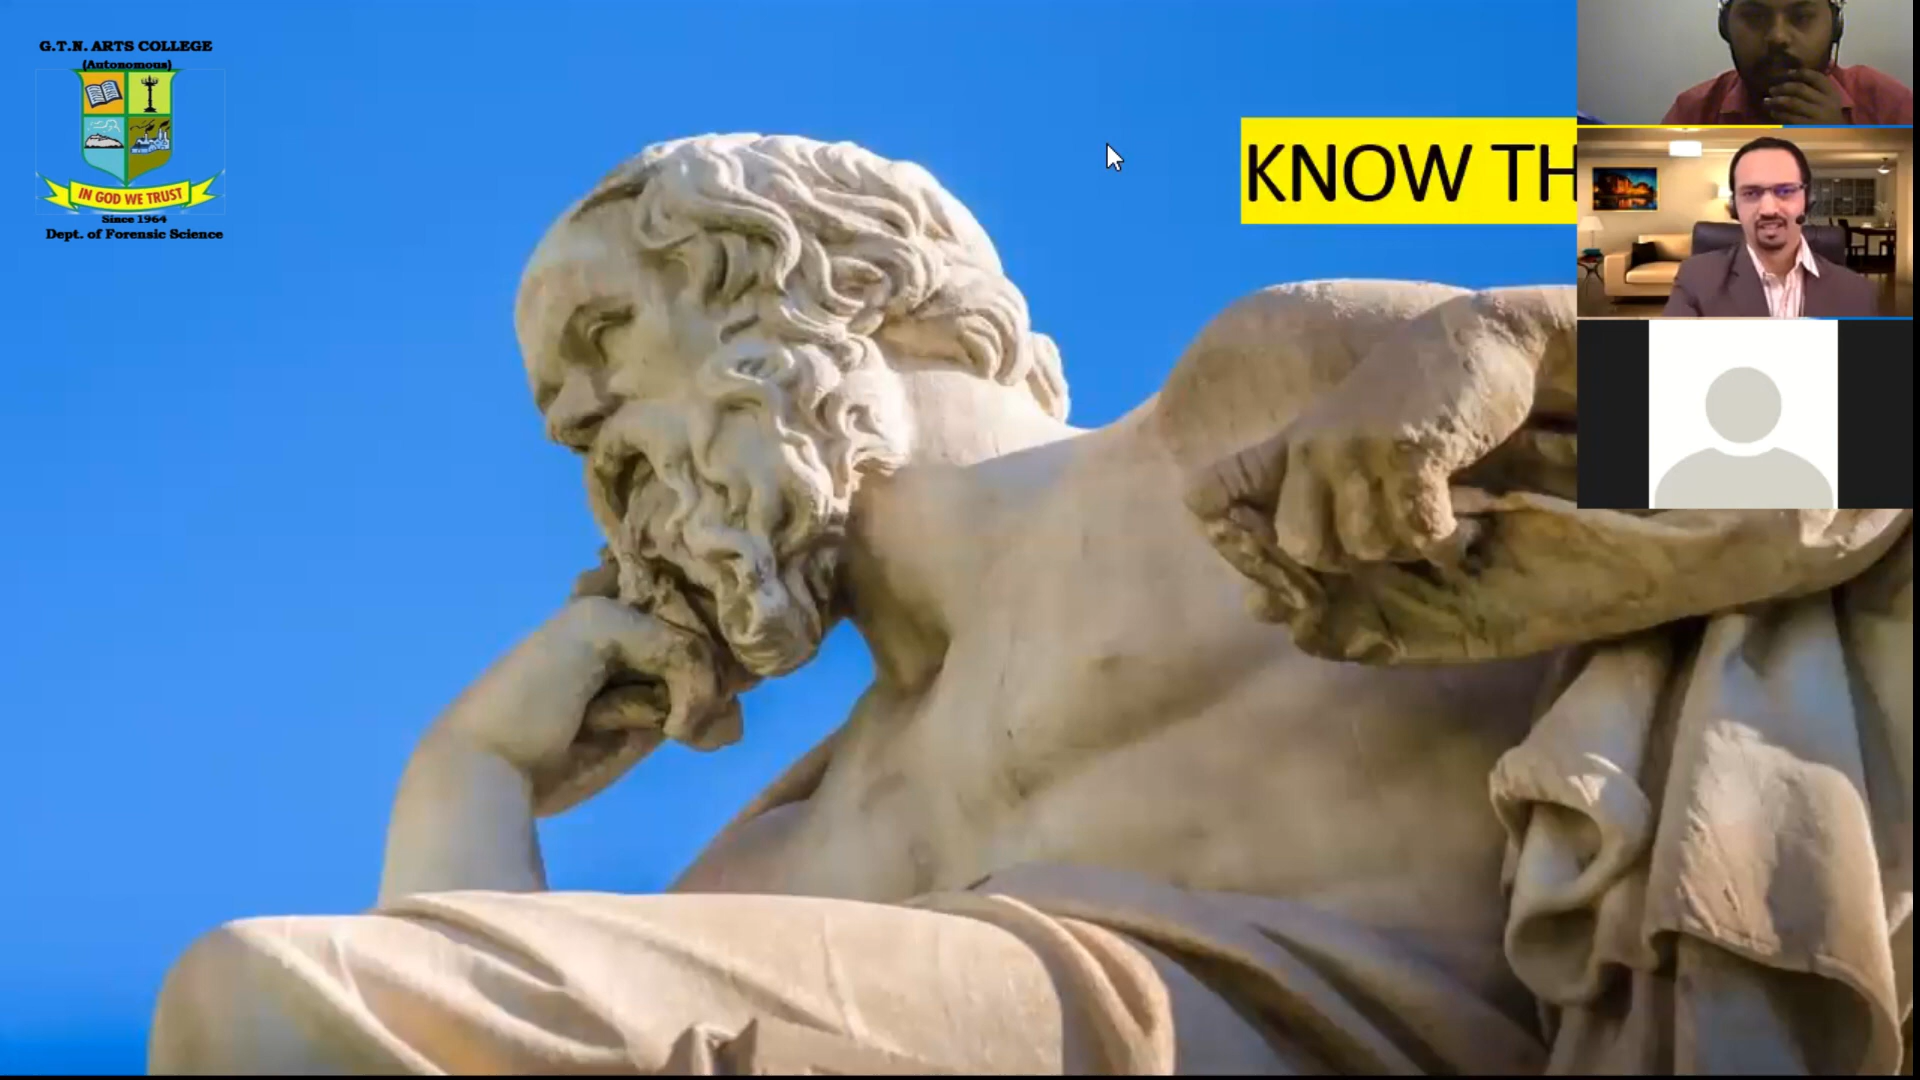 G.T.N. ARTS COLLEGE
(Autonomous)
IN GOD WE TRUST
Since 1964
Dept. of Forensic Science
KNOW TH